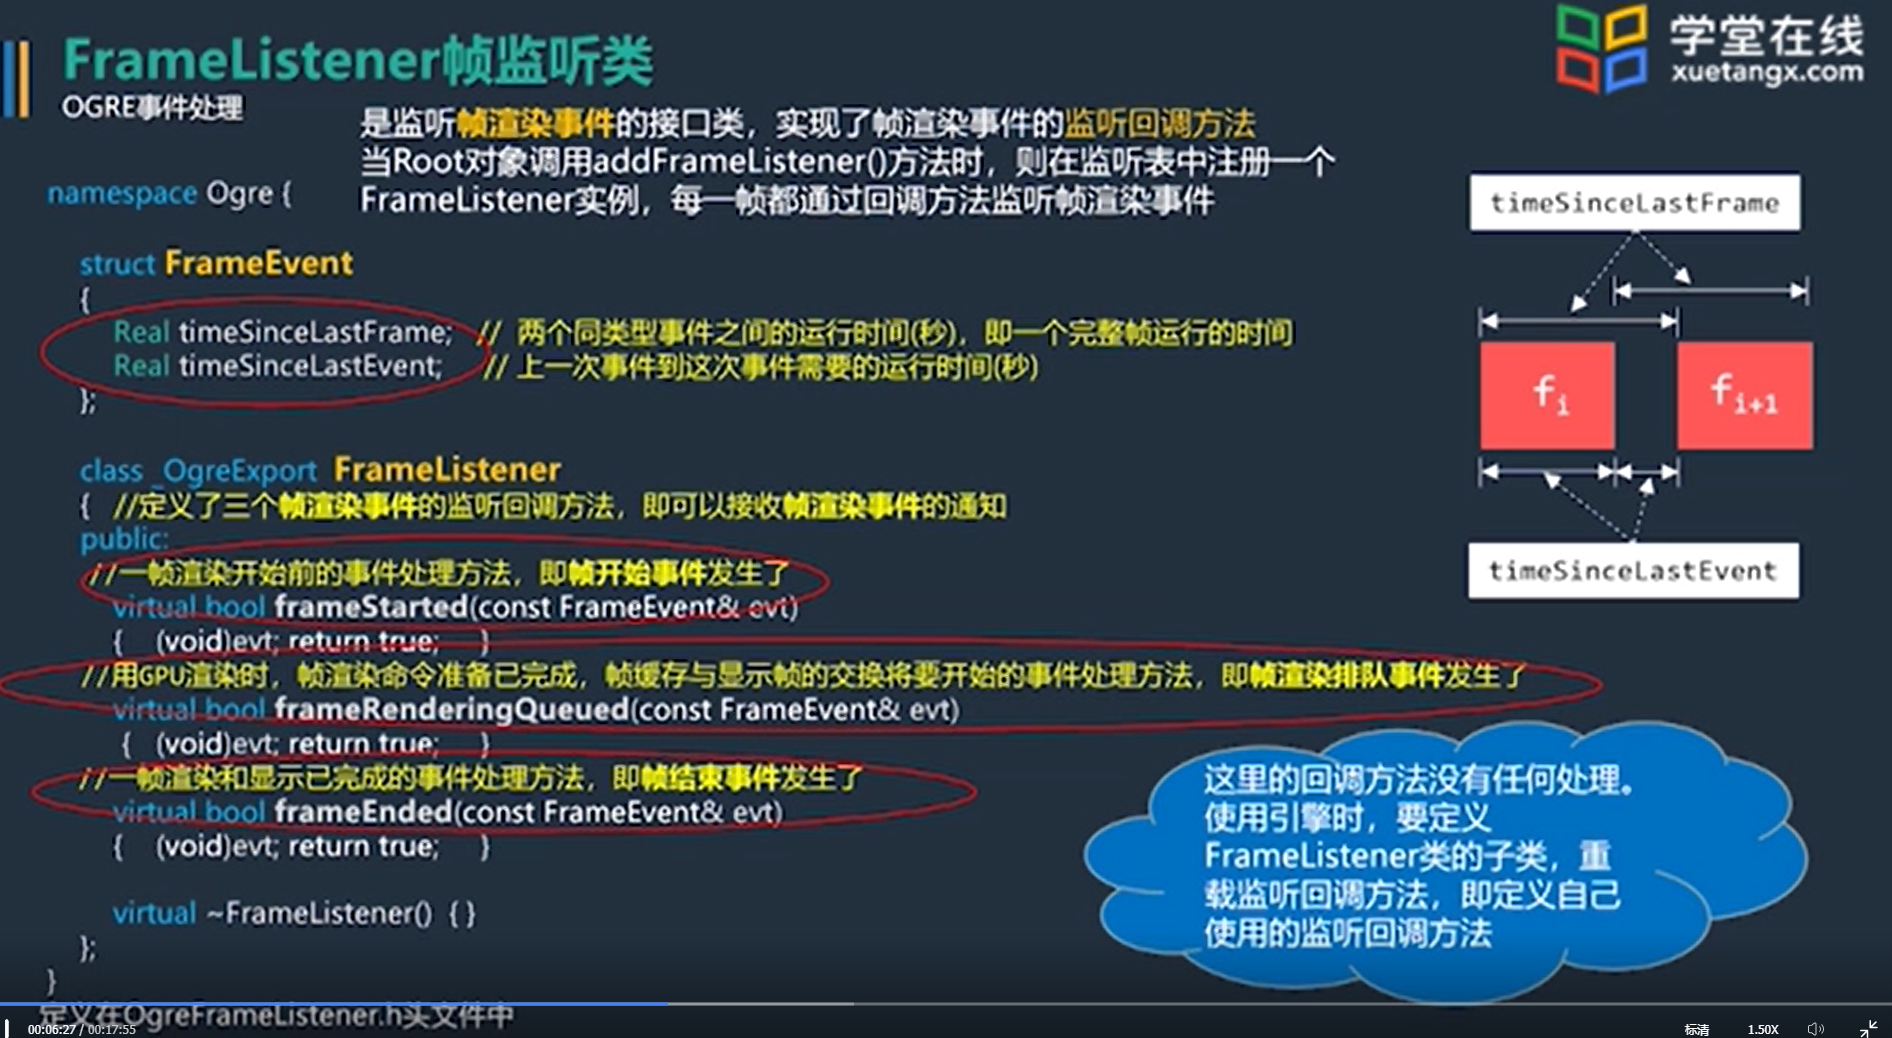 FrameListener帧监听类
OGRE事件处理
学堂在线
xuetangx.com
是监听帧渲染事件的接口类，实现了帧渲染事件的监听回调方法
当Root对象调用addFrameListener()方法时，则在监听表中注册一个
FrameListener实例，每一帧都通过回调方法监听帧渲染事件
namespace Ogre {
struct FrameEvent
{
Real timeSinceLastFrame; // 两个同类型事件之间的运行时间(秒)，即一个完整帧运行的时间
Real timeSinceLastEvent; // 上一次事件到这次事件需要的运行时间(秒)
};
class _OgreExport FrameListener
{ //定义了三个帧渲染事件的监听回调方法，即可以接收帧渲染事件的通知
public:
//一帧渲染开始前的事件处理方法，即帧开始事件发生了
virtual bool frameStarted(const FrameEvent& evt)
{ (void)evt; return true; }
//用GPU渲染时，帧渲染命令准备已完成，帧缓存与显示帧的交换将要开始的事件处理方法，即帧渲染排队事件发生了
virtual bool frameRenderingQueued(const FrameEvent& evt)
{ (void)evt; return true; }
//一帧渲染和显示已完成的事件处理方法，即帧结束事件发生了
virtual bool frameEnded(const FrameEvent& evt)
{ (void)evt; return true; }
virtual ~FrameListener() { }
};
}
定义在OgreFrameListener.h头文件中
timeSinceLastFrame
fi
fi+1
timeSinceLastEvent
这里的回调方法没有任何处理。
使用引擎时，要定义
FrameListener类的子类，重
载监听回调方法，即定义自己
使用的监听回调方法
00:06:27 / 00:17:55
标清
1.50X